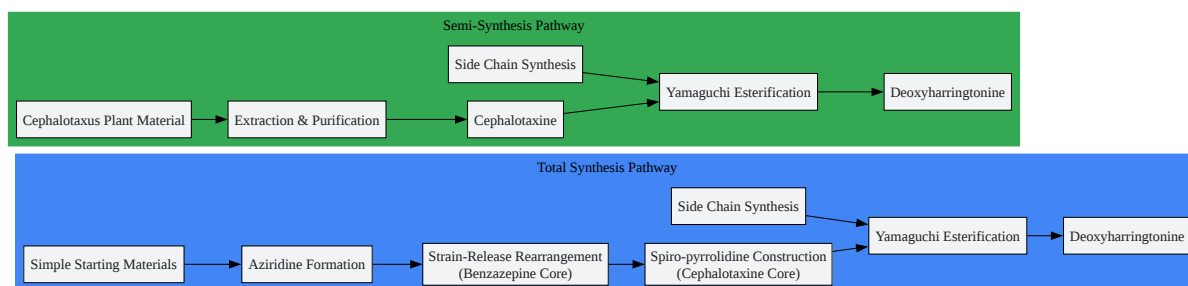 Semi-Synthesis Pathway
Side Chain Synthesis
Yamaguchi Esterification
Deoxyharringtonine
Cephalotaxus Plant Material
Extraction & Purification
Cephalotaxine
Total Synthesis Pathway
Side Chain Synthesis
Yamaguchi Esterification
Deoxyharringtonine
Simple Starting Materials
Aziridine Formation
Strain-Release Rearrangement
(Benzazepine Core)
Spiro-pyrrolidine Construction
(Cephalotaxine Core)